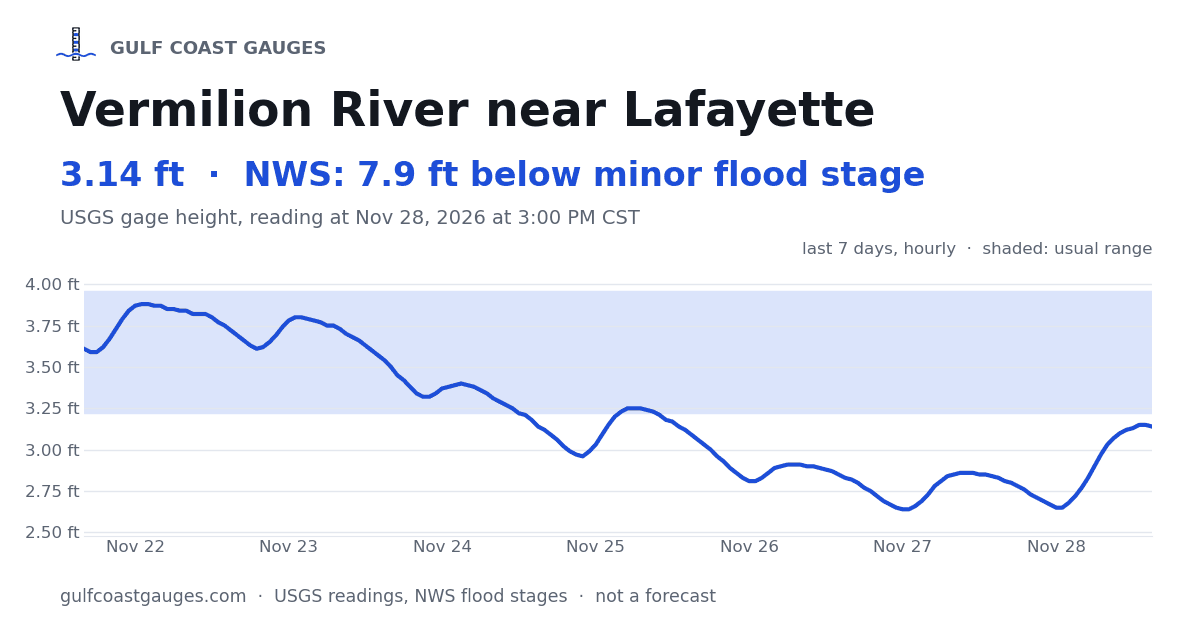 GULF COAST GAUGES
Vermilion River near Lafayette
3.14 ft · NWS: 7.9 ft below minor flood stage
USGS gage height, reading at Nov 28, 2026 at 3:00 PM CST
last 7 days, hourly · shaded: usual range
4.00 ft
3.75 ft
3.50 ft
3.25 ft
3.00 ft
2.75 ft
2.50 ft
Nov 22 Nov 23 Nov 24 Nov 25 Nov 26 Nov 27 Nov 28
gulfcoastgauges.com · USGS readings, NWS flood stages · not a forecast